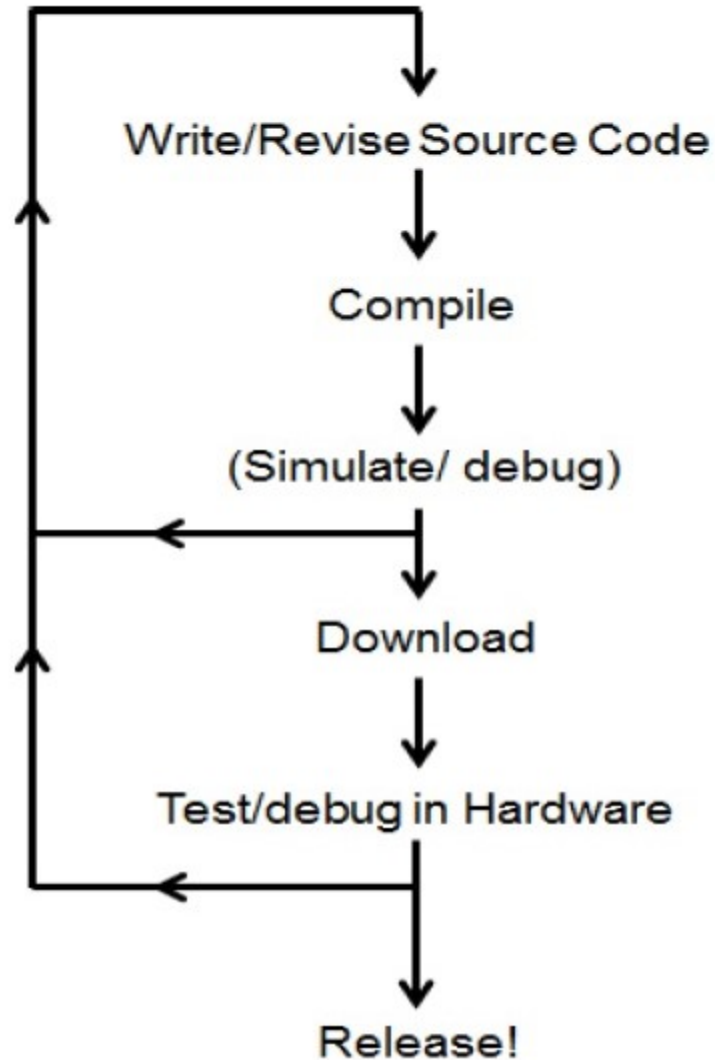 Write/Revise Source Code
Compile
(Simulate/ debug)
Download
Test/debug in Hardware
Release!